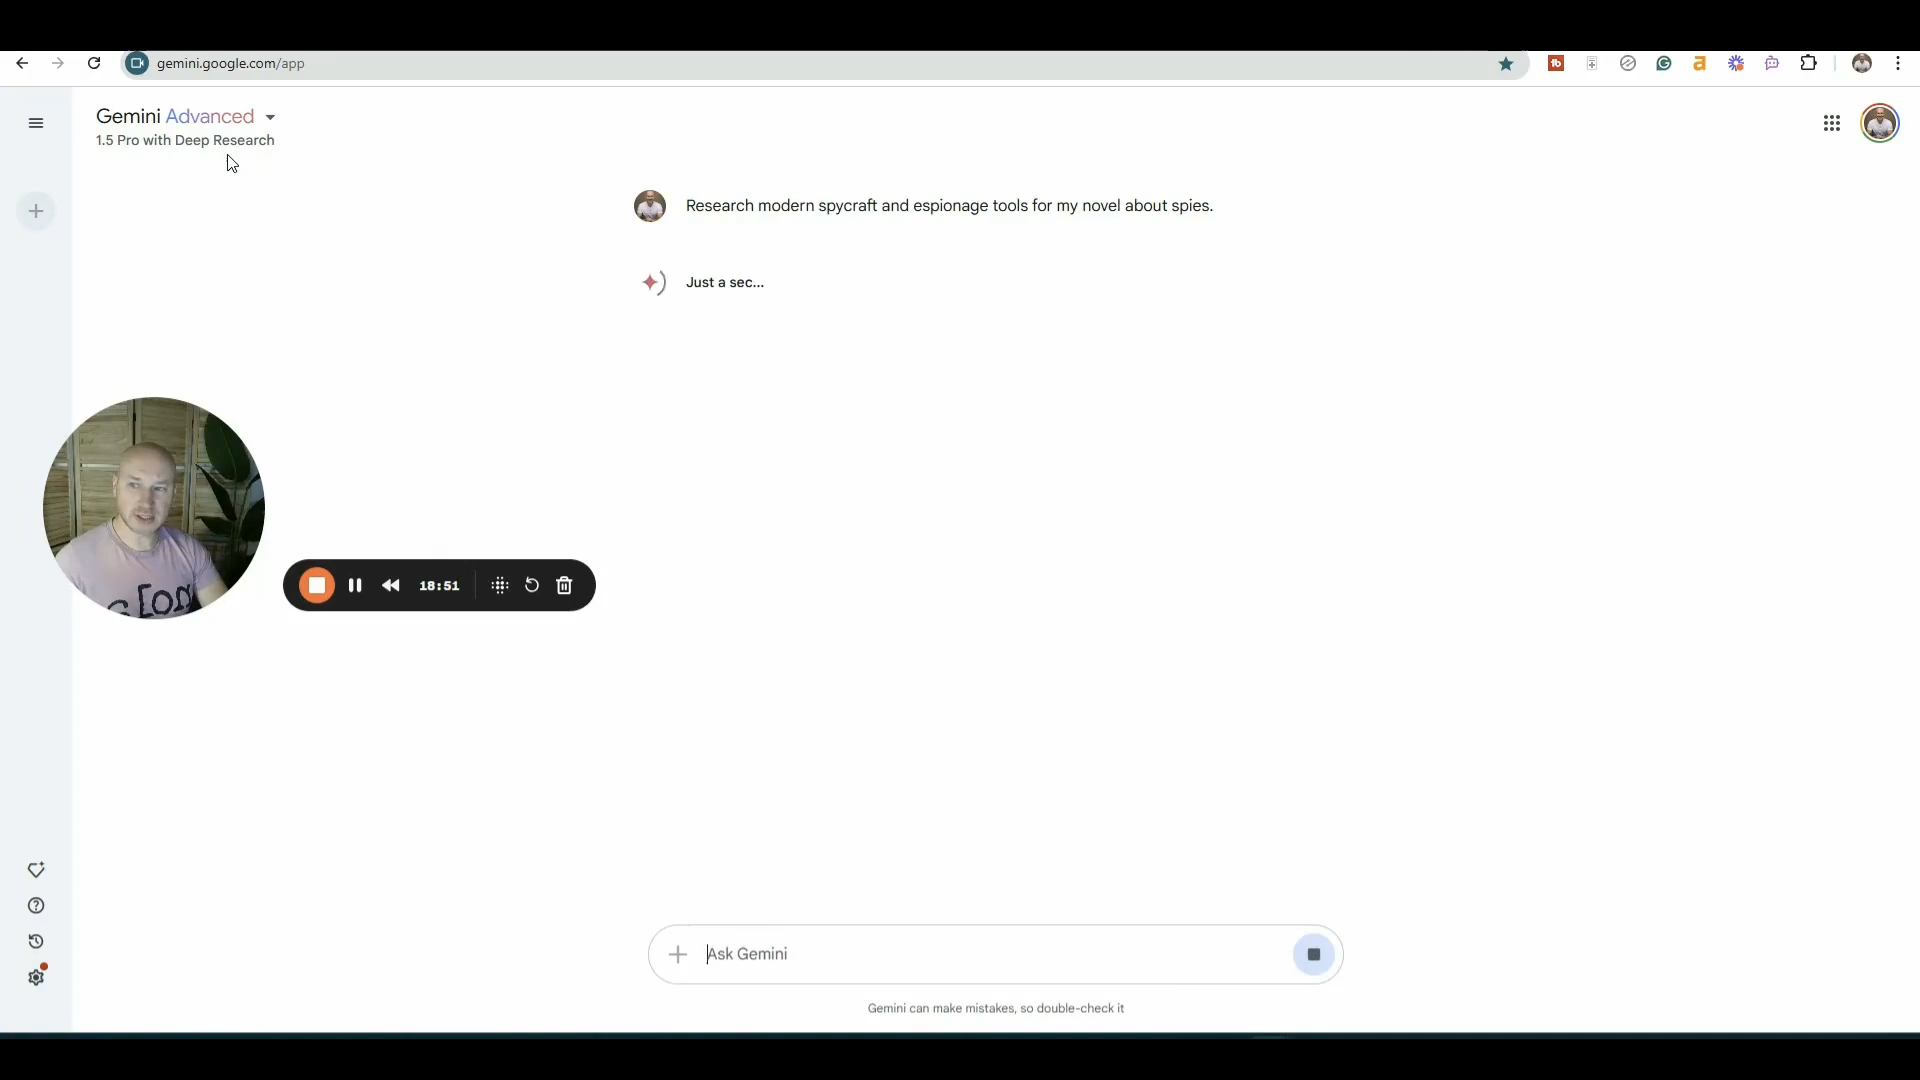 gemini.google.com/app
Gemini Advanced
1.5 Pro with Deep Research
Research modern spycraft and espionage tools for my novel about spies.
Just a sec...
18:51
Ask Gemini
Gemini can make mistakes, so double-check it